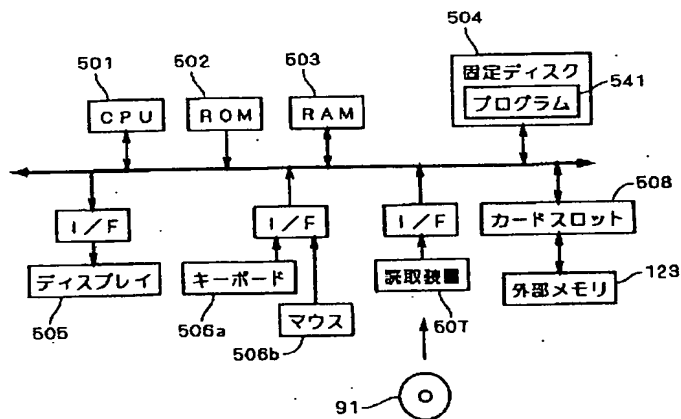 504
501
502
503
固定ディスク
541
プログラム
CPU
ROM
RAM
508
I/F
I/F
I/F
カードスロット
ディスプレイ
キーボード
読取装置
123
外部メモリ
505
506a
マウス
507
506b
91